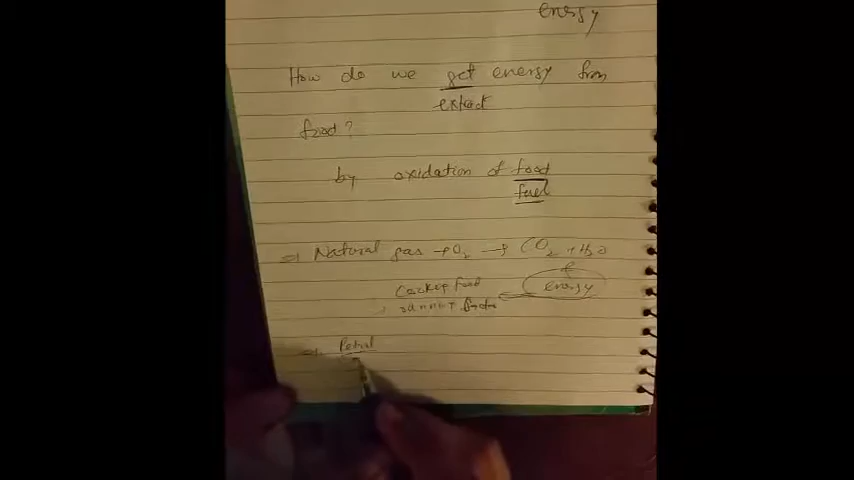 energy
How do we get energy from
extract
food?
by oxidation of food
fuel
⇒ Natural gas + O₂ → CO₂ + H₂O
+
cooking food energy
⇒ Petrol